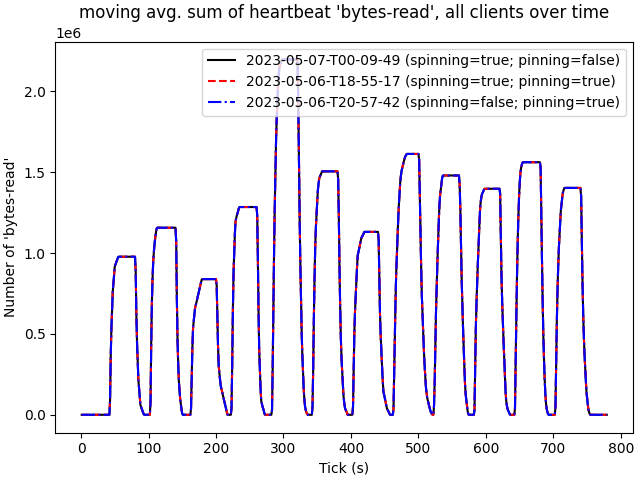 moving avg. sum of heartbeat 'bytes-read', all clients over time
1e6
2023-05-07-T00-09-49 (spinning=true; pinning=false)
2023-05-06-T18-55-17 (spinning=true; pinning=true)
2023-05-06-T20-57-42 (spinning=false; pinning=true)
2.0
1.5
1.0
0.5
0.0
Number of 'bytes-read'
0 100 200 300 400 500 600 700 800
Tick (s)